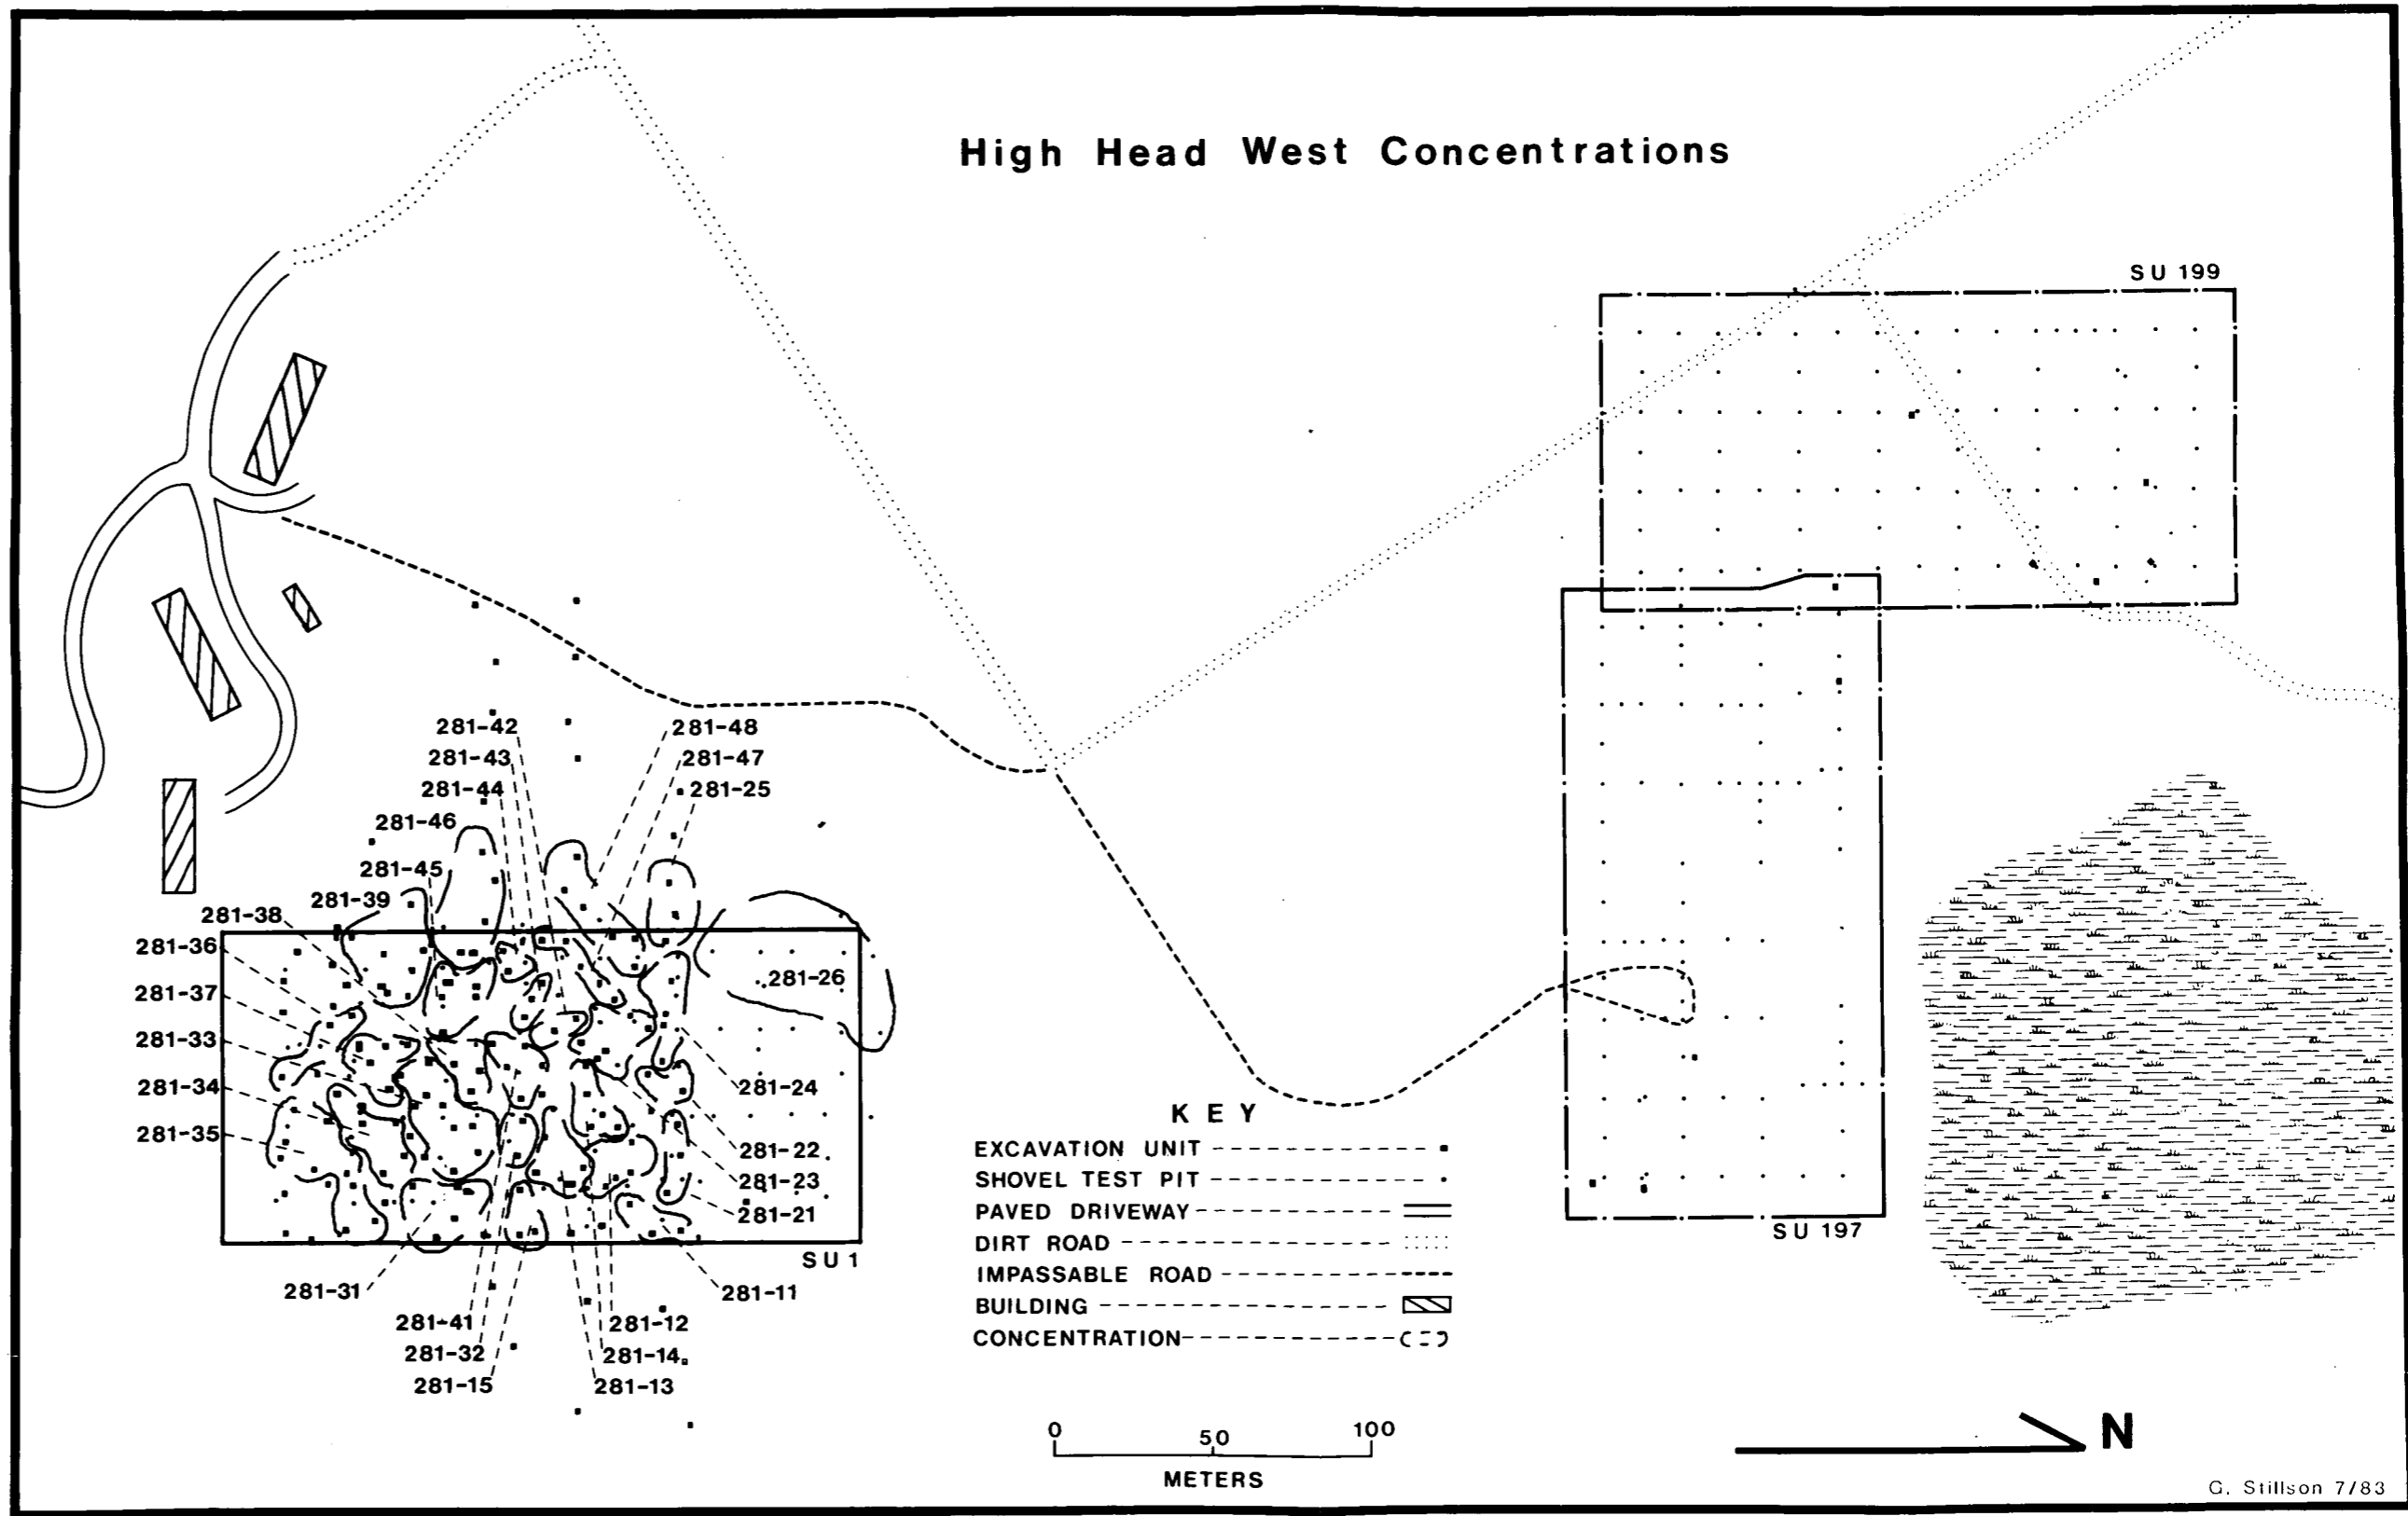 High Head West Concentrations
SU 199
281-42
281-48
281-43
281-47
281-44
281-25
281-46
281-45
281-39
281-38
281-36
281-26
281-37
281-33
281-34
281-24
281-35
281-22
281-23
281-21
SU 1
281-31
281-11
281-41
281-12
281-32
281-14
281-15
281-13
KEY
EXCAVATION UNIT
SHOVEL TEST PIT
PAVED DRIVEWAY
DIRT ROAD
IMPASSABLE ROAD
BUILDING
CONCENTRATION
SU 197
0 50 100
METERS
N
G. Stillson 7/83